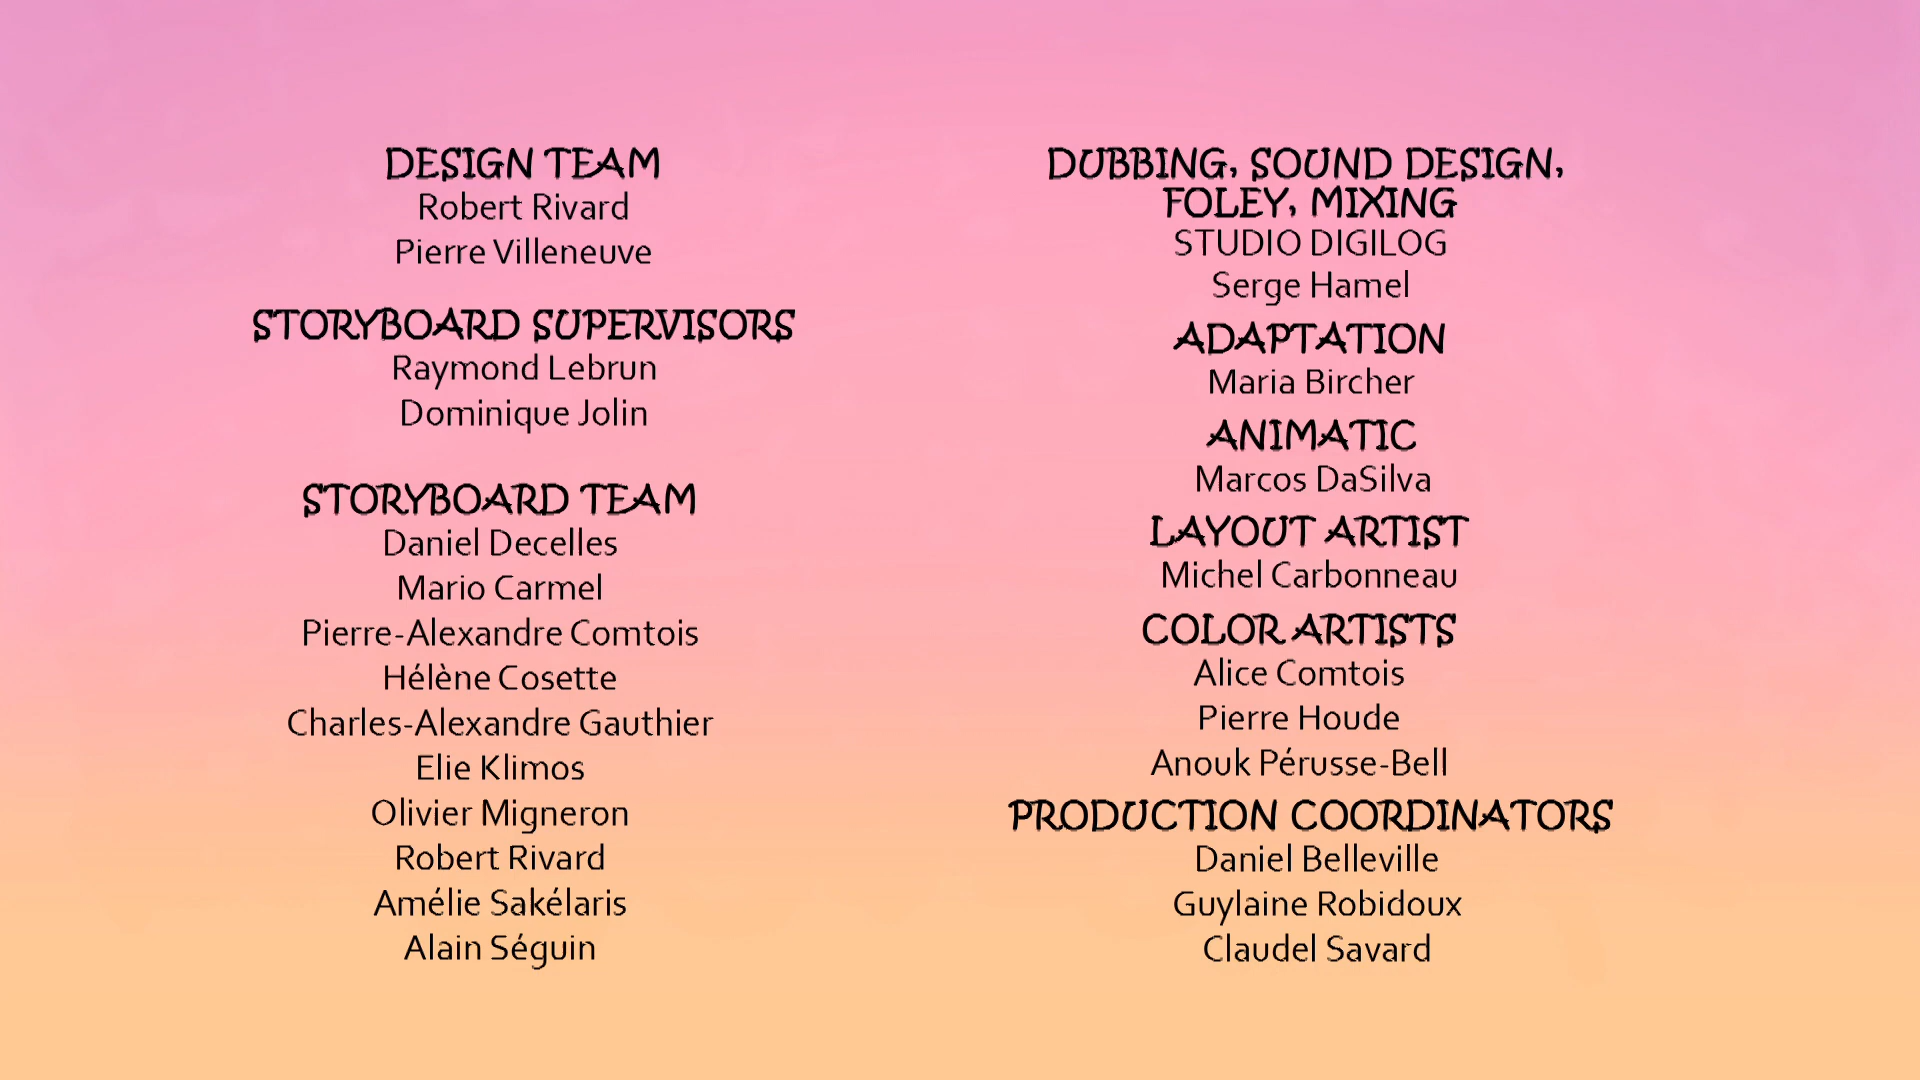 DESIGN TEAM
Robert Rivard
Pierre Villeneuve
STORYBOARD SUPERVISORS
Raymond Lebrun
Dominique Jolin
STORYBOARD TEAM
Daniel Decelles
Mario Carmel
Pierre-Alexandre Comtois
Hélène Cosette
Charles-Alexandre Gauthier
Elie Klimos
Olivier Migneron
Robert Rivard
Amélie Sakélaris
Alain Séguin
DUBBING, SOUND DESIGN,
FOLEY, MIXING
STUDIO DIGILOG
Serge Hamel
ADAPTATION
Maria Bircher
ANIMATIC
Marcos DaSilva
LAYOUT ARTIST
Michel Carbonneau
COLOR ARTISTS
Alice Comtois
Pierre Houde
Anouk Pérusse-Bell
PRODUCTION COORDINATORS
Daniel Belleville
Guylaine Robidoux
Claudel Savard